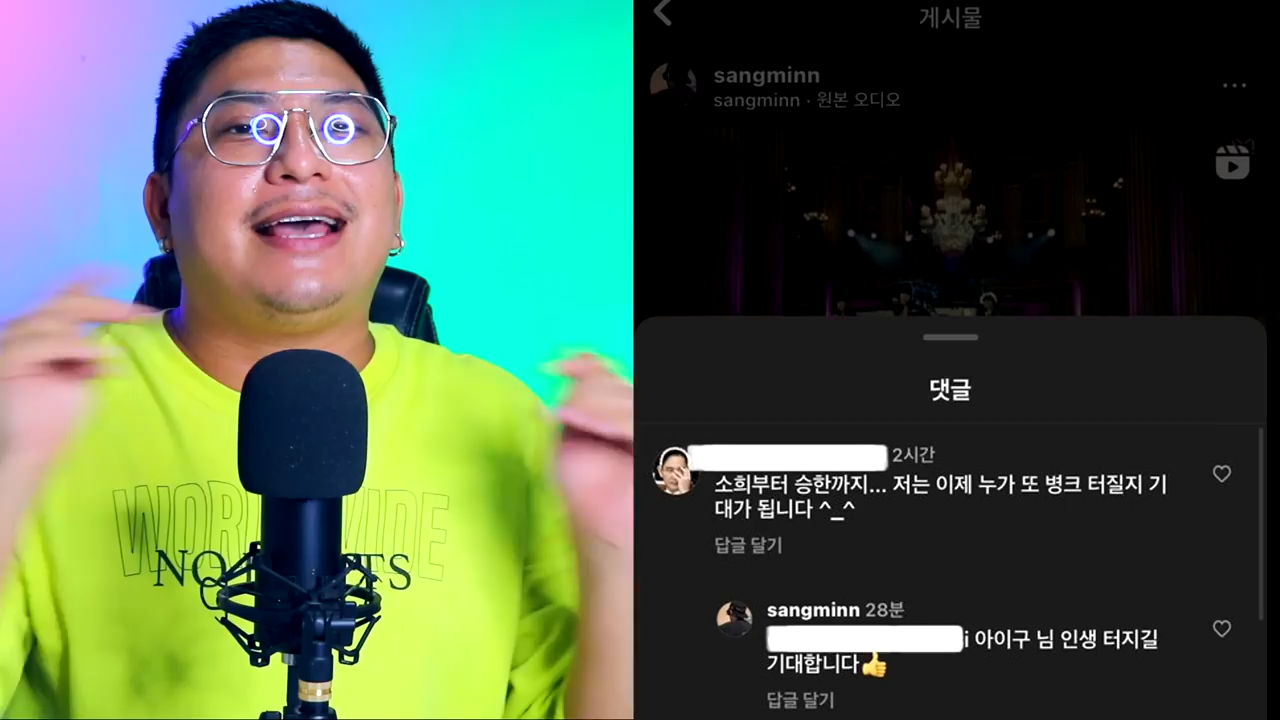 WORLDWIDE
게시물
sangminn
sangminn · 원본 오디오
댓글
2시간
소희부터 승한까지... 저는 이제 누가 또 병크 터질지 기
대가 됩니다 ^_^
답글 달기
sangminn 28분
i 아이구 님 인생 터지길
기대합니다👍
답글 달기